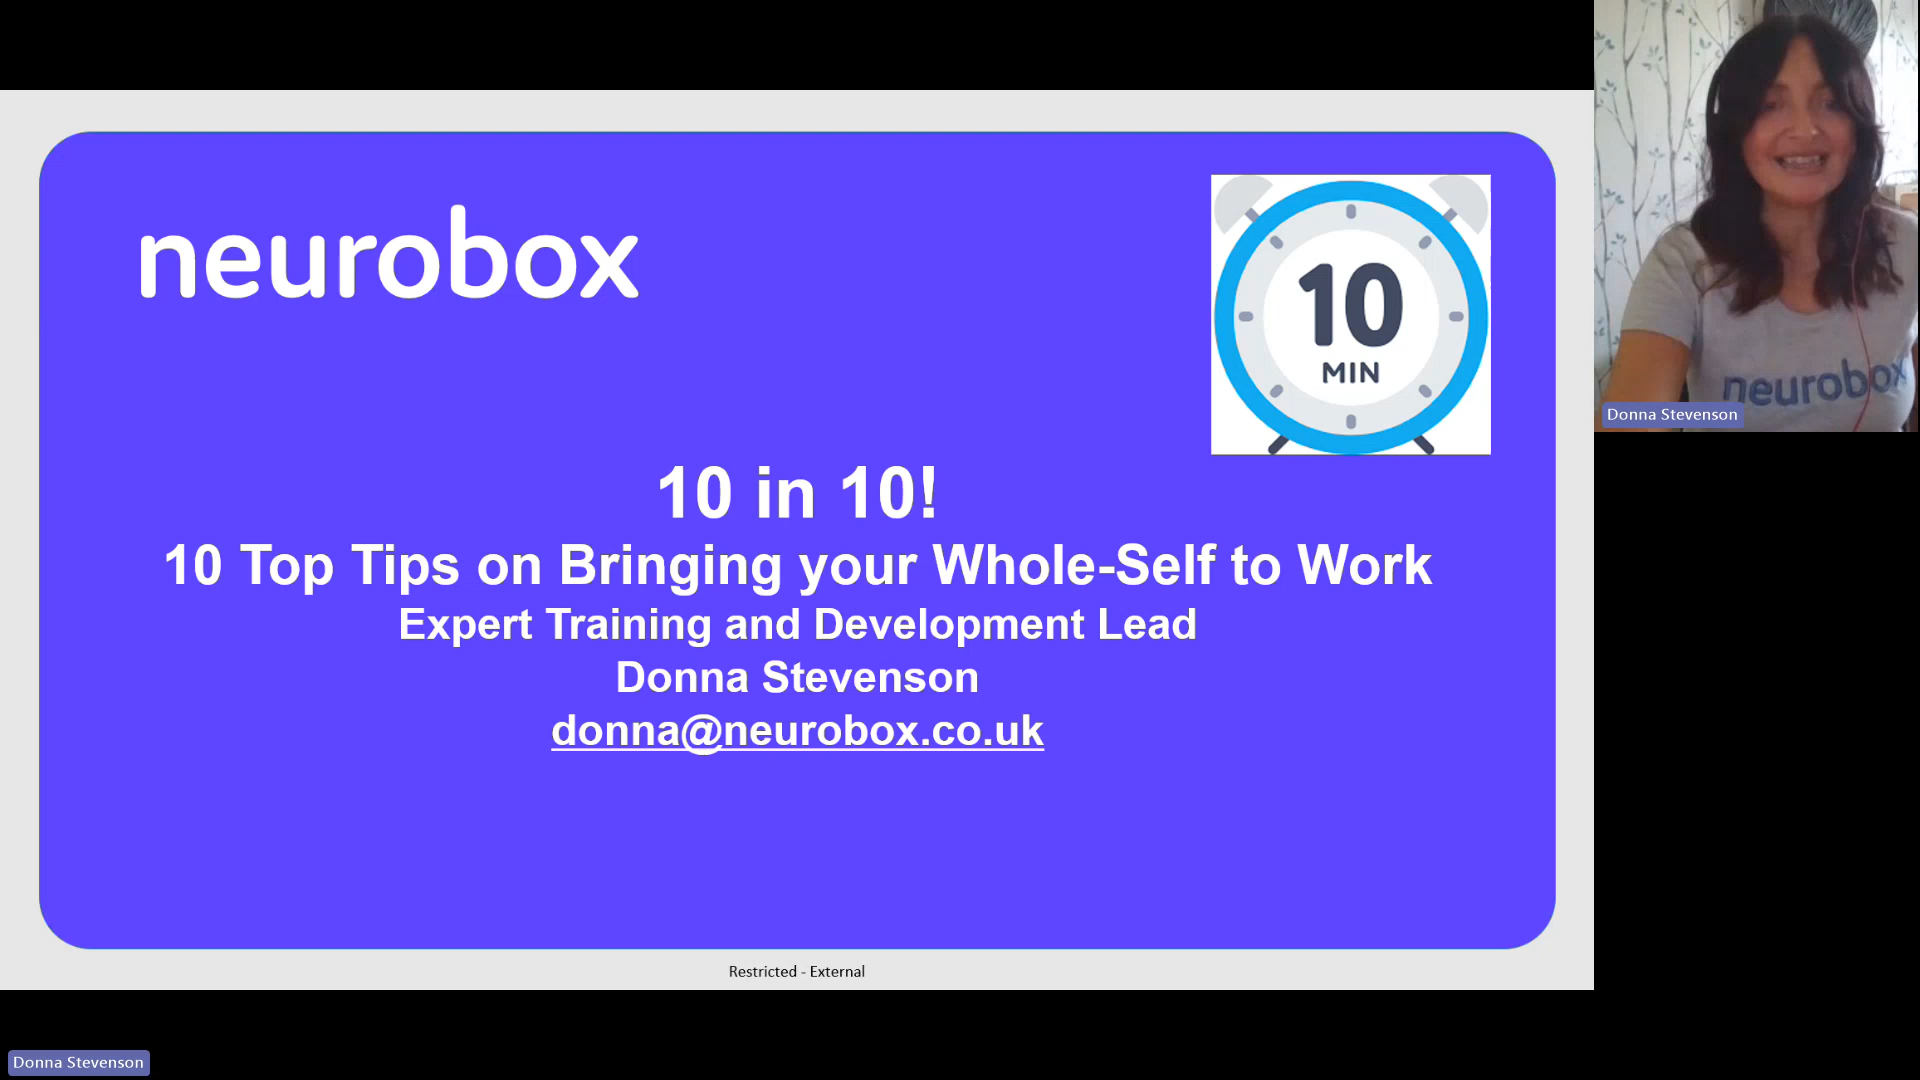 neurobox
10
MIN
10 in 10!
10 Top Tips on Bringing your Whole-Self to Work
Expert Training and Development Lead
Donna Stevenson
donna@neurobox.co.uk
Restricted - External
neurobox
Donna Stevenson
Donna Stevenson